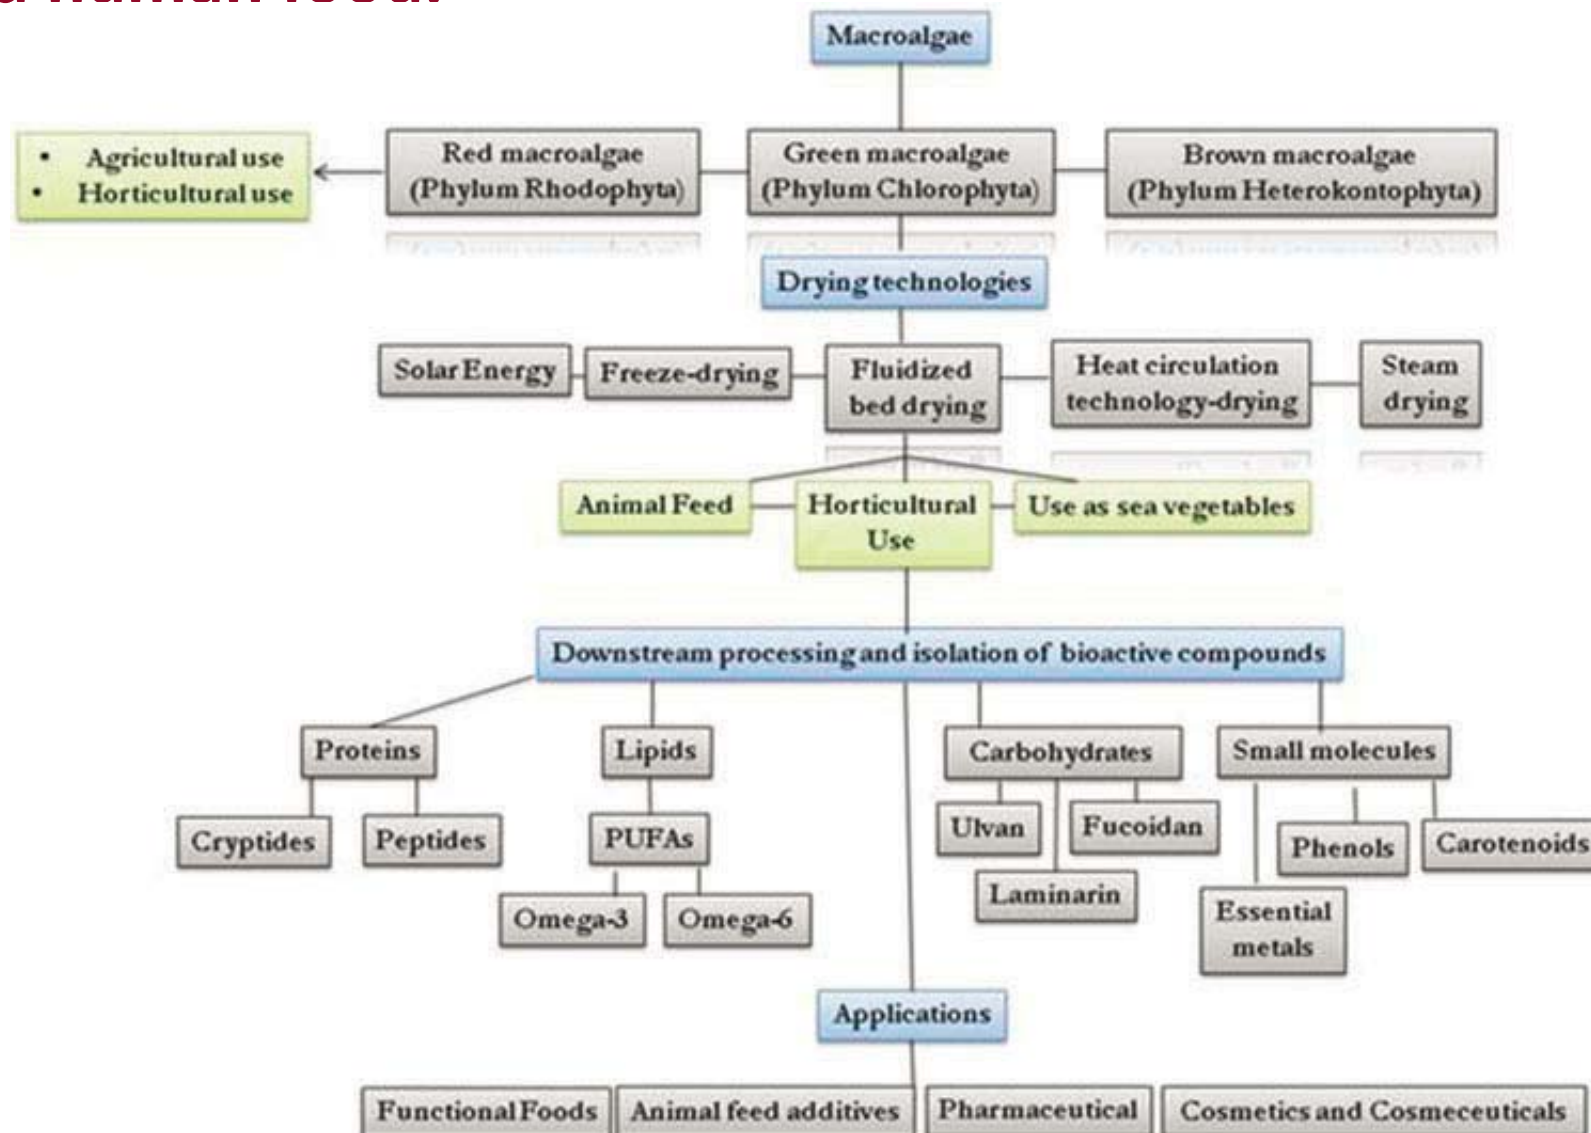 a human food.
Macroalgae
• Agricultural use
• Horticultural use
Red macroalgae
(Phylum Rhodophyta)
Green macroalgae
(Phylum Chlorophyta)
Brown macroalgae
(Phylum Heterokontophyta)
Drying technologies
Solar Energy
Freeze-drying
Fluidized
bed drying
Heat circulation
technology-drying
Steam
drying
Animal Feed
Horticultural
Use
Use as sea vegetables
Downstream processing and isolation of bioactive compounds
Proteins
Lipids
Carbohydrates
Small molecules
Cryptides
Peptides
PUFAs
Ulvan
Fucoidan
Phenols
Carotenoids
Laminarin
Omega-3
Omega-6
Essential
metals
Applications
Functional Foods
Animal feed additives
Pharmaceutical
Cosmetics and Cosmeceuticals